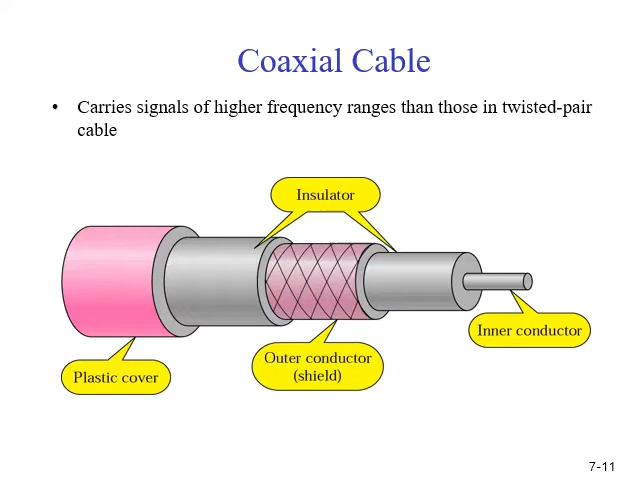 Coaxial Cable
• Carries signals of higher frequency ranges than those in twisted-pair
cable
Insulator
Inner conductor
Outer conductor
(shield)
Plastic cover
7-11